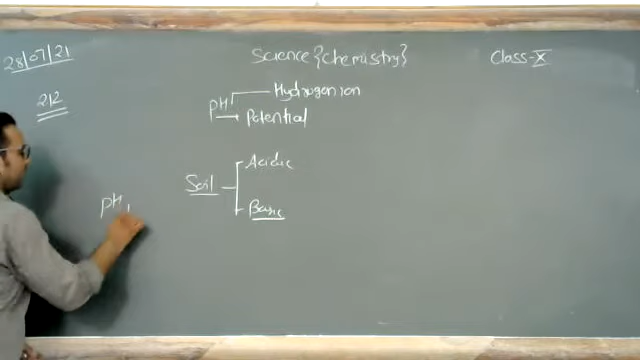 28/07/21
Science{Chemistry}
Class-X
212
pH
Hydrogen ion
Potential
Soil
Acidic
Basic
pH